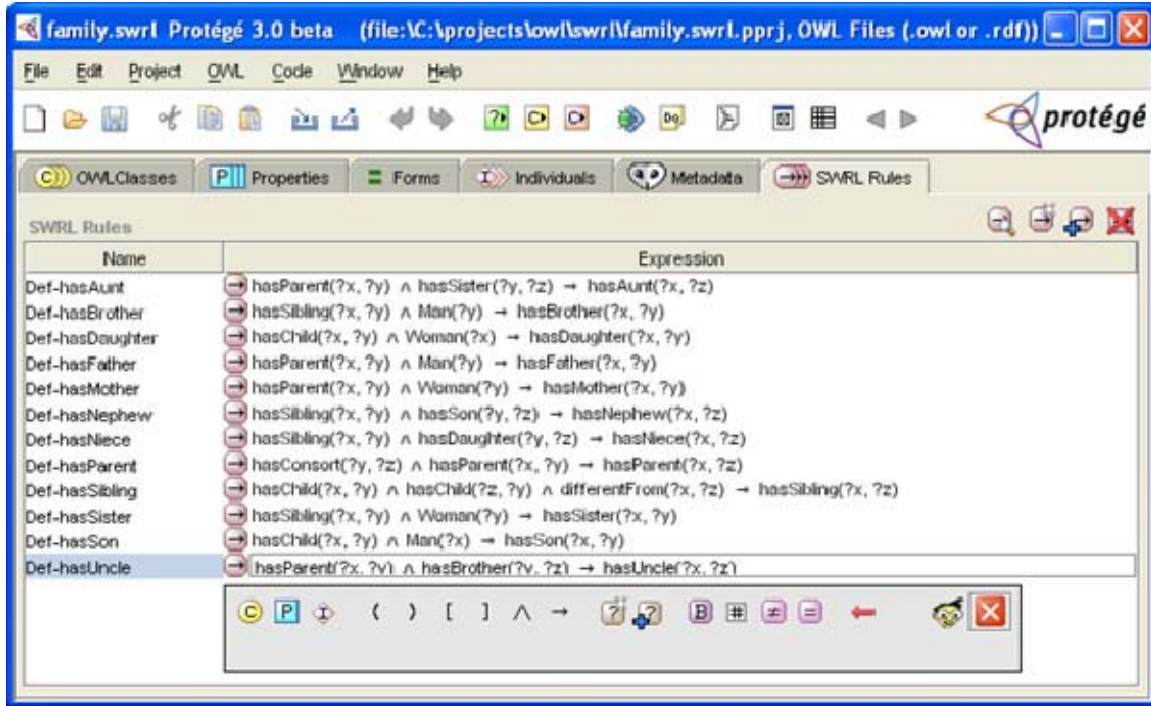 family.swrl Protégé 3.0 beta (file:\C:\projects\owl\swrl\family.swrl.pprj, OWL Files (.owl or .rdf))
File Edit Project OWL Code Window Help
protégé
OWLClasses Properties Forms Individuals Metadata SWRL Rules
SWRL Rules
Name Expression
Def-hasAunt hasParent(?x, ?y) ∧ hasSister(?y, ?z) → hasAunt(?x, ?z)
Def-hasBrother hasSibling(?x, ?y) ∧ Man(?y) → hasBrother(?x, ?y)
Def-hasDaughter hasChild(?x, ?y) ∧ Woman(?x) → hasDaughter(?x, ?y)
Def-hasFather hasParent(?x, ?y) ∧ Man(?y) → hasFather(?x, ?y)
Def-hasMother hasParent(?x, ?y) ∧ Woman(?y) → hasMother(?x, ?y)
Def-hasNephew hasSibling(?x, ?y) ∧ hasSon(?y, ?z) → hasNephew(?x, ?z)
Def-hasNiece hasSibling(?x, ?y) ∧ hasDaughter(?y, ?z) → hasNiece(?x, ?z)
Def-hasParent hasConsort(?y, ?z) ∧ hasParent(?x, ?y) → hasParent(?x, ?z)
Def-hasSibling hasChild(?x, ?y) ∧ hasChild(?z, ?y) ∧ differentFrom(?x, ?z) → hasSibling(?x, ?z)
Def-hasSister hasSibling(?x, ?y) ∧ Woman(?y) → hasSister(?x, ?y)
Def-hasSon hasChild(?x, ?y) ∧ Man(?x) → hasSon(?x, ?y)
Def-hasUncle hasParent(?x, ?y) ∧ hasBrother(?y, ?z) → hasUncle(?x, ?z)
C P I ( ) [ ] ∧ → ? ? B # ≠ = ←